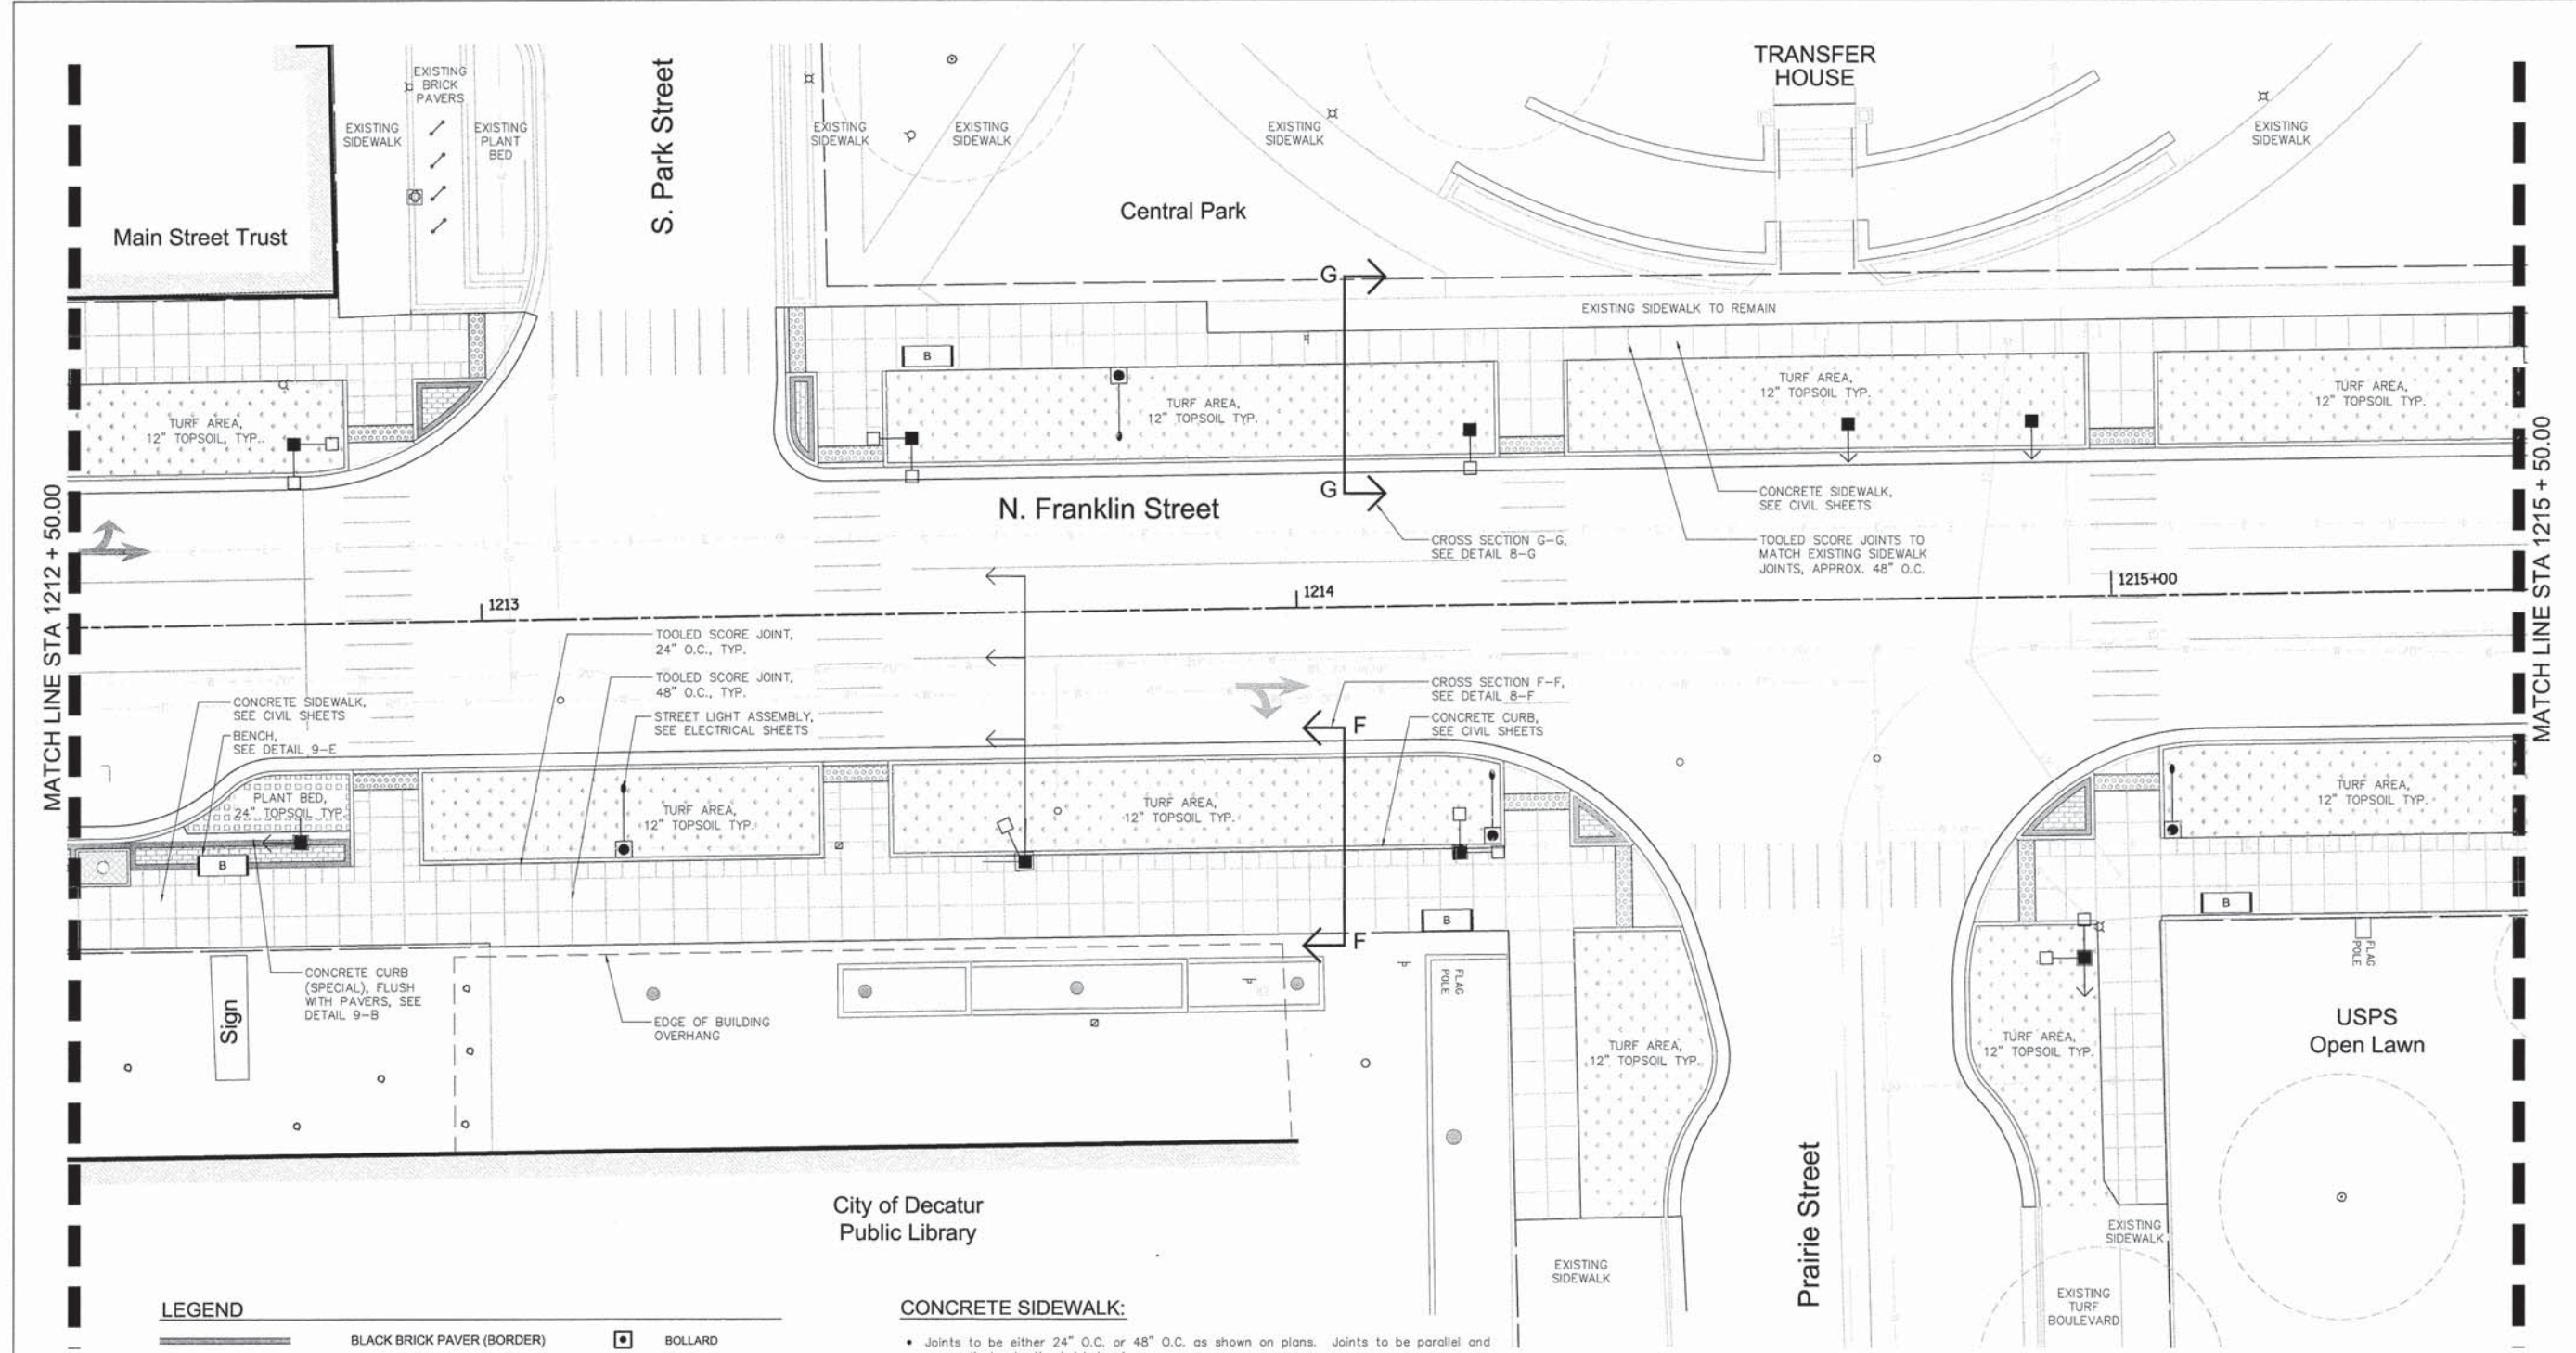 TRANSFER
HOUSE
EXISTING
BRICK
PAVERS
EXISTING
SIDEWALK
EXISTING
PLANT
BED
S. Park Street
EXISTING
SIDEWALK
EXISTING
SIDEWALK
EXISTING
SIDEWALK
EXISTING
SIDEWALK
Main Street Trust
Central Park
G
EXISTING SIDEWALK TO REMAIN
B
TURF AREA,
12" TOPSOIL, TYP..
TURF AREA,
12" TOPSOIL TYP.
TURF AREA,
12" TOPSOIL TYP.
TURF AREA,
12" TOPSOIL TYP.
G
N. Franklin Street
CONCRETE SIDEWALK,
SEE CIVIL SHEETS
CROSS SECTION G-G,
SEE DETAIL 8-G
TOOLED SCORE JOINTS TO
MATCH EXISTING SIDEWALK
JOINTS, APPROX. 48" O.C.
MATCH LINE STA 1212 + 50.00
MATCH LINE STA 1215 + 50.00
1213
1214
1215+00
TOOLED SCORE JOINT,
24" O.C., TYP.
TOOLED SCORE JOINT,
48" O.C., TYP.
STREET LIGHT ASSEMBLY,
SEE ELECTRICAL SHEETS
CONCRETE SIDEWALK,
SEE CIVIL SHEETS
BENCH,
SEE DETAIL 9-E
CROSS SECTION F-F,
SEE DETAIL 8-F
CONCRETE CURB,
SEE CIVIL SHEETS
F
PLANT BED,
24" TOPSOIL TYP.
TURF AREA,
12" TOPSOIL TYP.
TURF AREA,
12" TOPSOIL TYP.
TURF AREA,
12" TOPSOIL TYP.
B
B
B
F
CONCRETE CURB
(SPECIAL), FLUSH
WITH PAVERS, SEE
DETAIL 9-B
Sign
EDGE OF BUILDING
OVERHANG
FLAG
POLE
FLAG
POLE
TURF AREA,
12" TOPSOIL TYP.
TURF AREA,
12" TOPSOIL TYP.
USPS
Open Lawn
City of Decatur
Public Library
Prairie Street
EXISTING
SIDEWALK
EXISTING
SIDEWALK
EXISTING
TURF
BOULEVARD
LEGEND
BLACK BRICK PAVER (BORDER)
BOLLARD
CONCRETE SIDEWALK:
• Joints to be either 24" O.C. or 48" O.C. as shown on plans. Joints to be parallel and